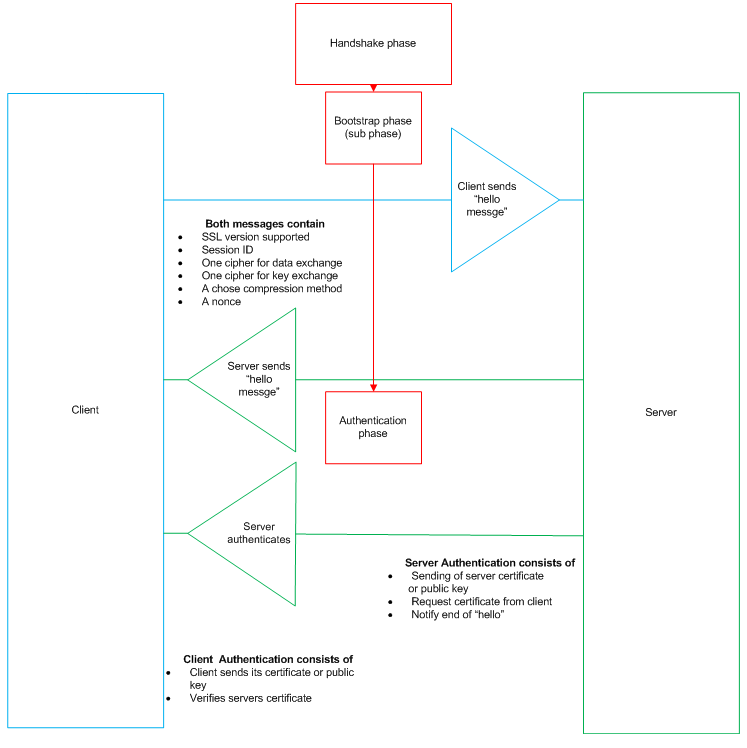 Handshake phase
Bootstrap phase
(sub phase)
Client sends
“hello
messge”
Both messages contain
• SSL version supported
• Session ID
• One cipher for data exchange
• One cipher for key exchange
• A chose compression method
• A nonce
Server sends
“hello
messge”
Client
Authentication
phase
Server
Server
authenticates
Server Authentication consists of
• Sending of server certificate
or public key
• Request certificate from client
• Notify end of “hello”
Client Authentication consists of
• Client sends its certificate or public
key
• Verifies servers certificate